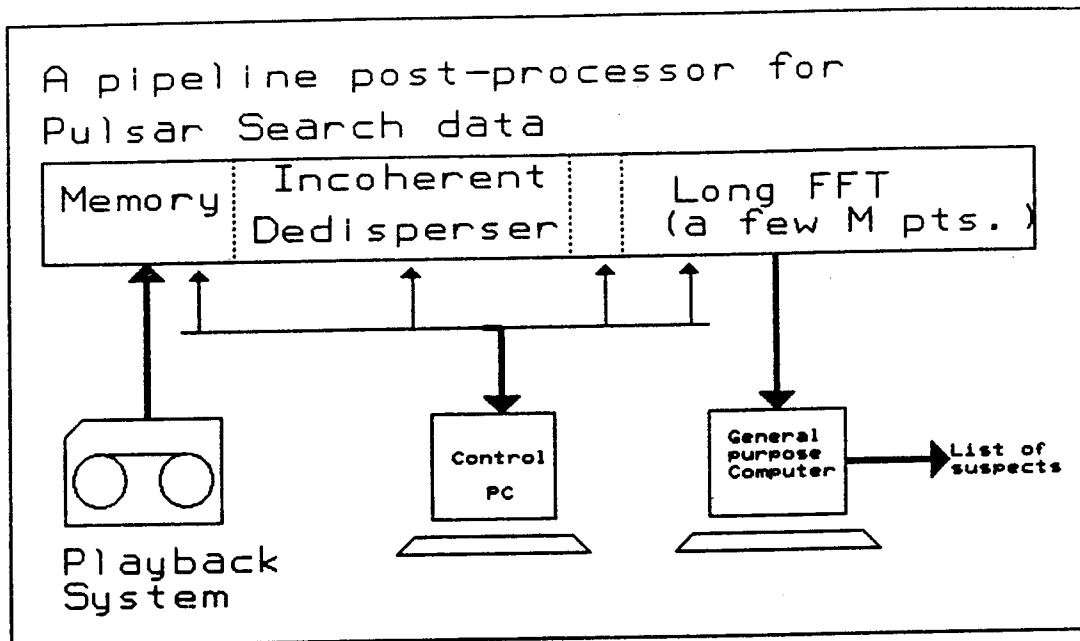 A pipeline post-processor for
Pulsar Search data
Memory
Incoherent
Dedisperser
Long FFT
(a few M pts. )
Control
PC
General
purpose
Computer
List of
suspects
Playback
System